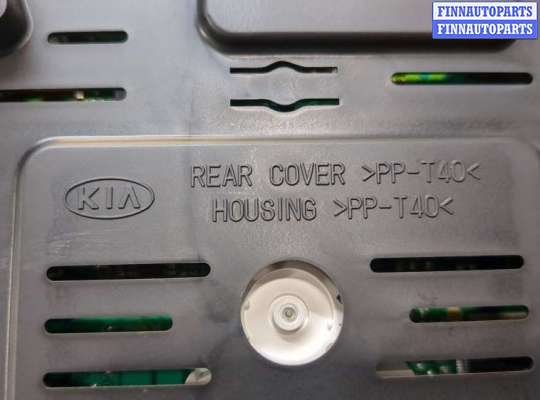 FINNAUTOPARTS
FINNAUTOPARTS
REAR COVER >PP-T40<
KIA
HOUSING >PP-T40<